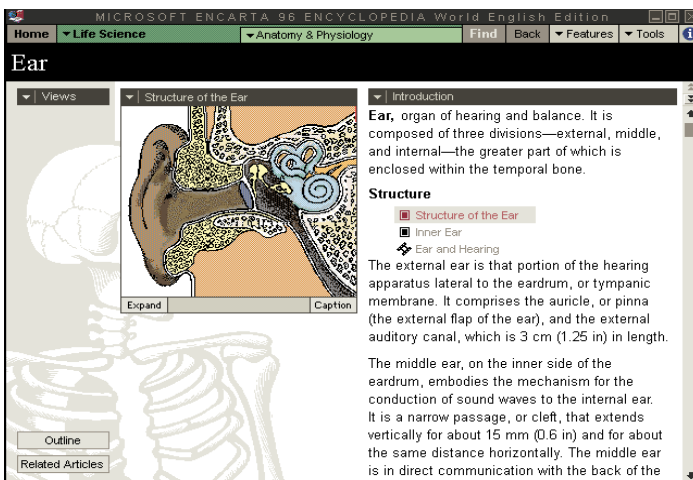 MICROSOFT ENCARTA 96 ENCYCLOPEDIA World English Edition
Home Life Science Anatomy & Physiology Find Back Features Tools
Ear
Views
Structure of the Ear
Expand Caption
Outline
Related Articles
Introduction
Ear, organ of hearing and balance. It is
composed of three divisions—external, middle,
and internal—the greater part of which is
enclosed within the temporal bone.
Structure
Structure of the Ear
Inner Ear
Ear and Hearing
The external ear is that portion of the hearing
apparatus lateral to the eardrum, or tympanic
membrane. It comprises the auricle, or pinna
(the external flap of the ear), and the external
auditory canal, which is 3 cm (1.25 in) in length.
The middle ear, on the inner side of the
eardrum, embodies the mechanism for the
conduction of sound waves to the internal ear.
It is a narrow passage, or cleft, that extends
vertically for about 15 mm (0.6 in) and for about
the same distance horizontally. The middle ear
is in direct communication with the back of the